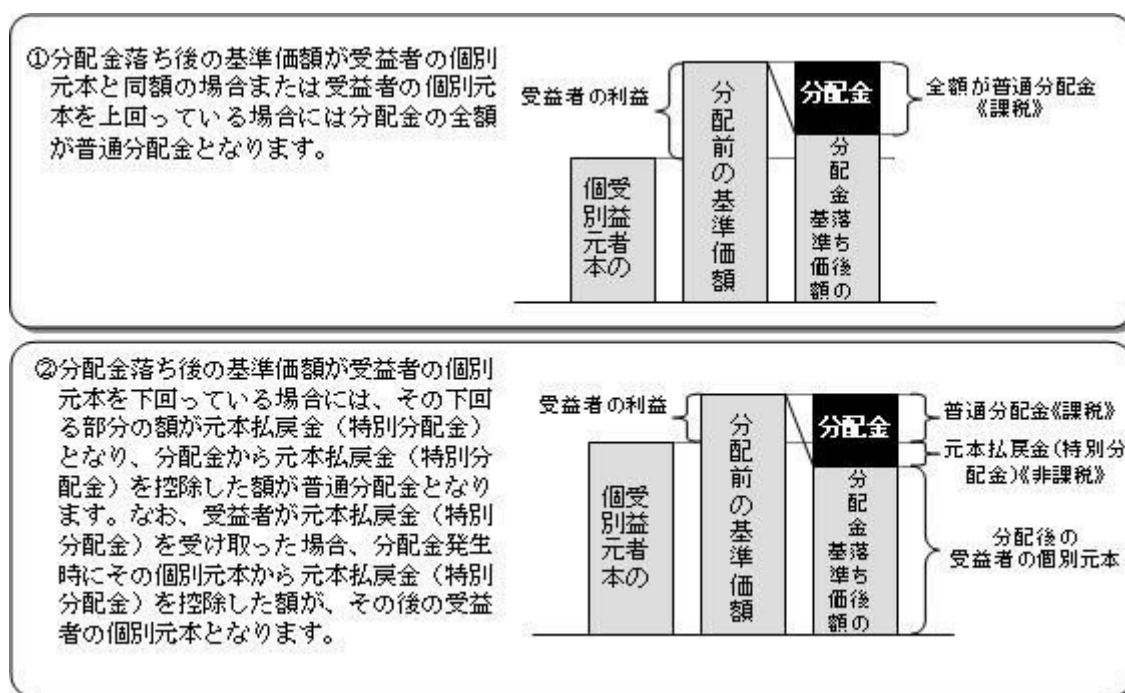 ①分配金落ち後の基準価額が受益者の個別
元本と同額の場合または受益者の個別元
本を上回っている場合には分配金の全額
が普通分配金となります。
受益者の利益
受益者の
個別元本
分配前の基準価額
分配金
分配金
落ち後の
基準価額
全額が普通分配金
《課税》
②分配金落ち後の基準価額が受益者の個別
元本を下回っている場合には、その下回
る部分の額が元本払戻金（特別分配金）
となり、分配金から元本払戻金（特別分
配金）を控除した額が普通分配金となり
ます。なお、受益者が元本払戻金（特別
分配金）を受け取った場合、分配金発生
時にその個別元本から元本払戻金（特別
分配金）を控除した額が、その後の受益
者の個別元本となります。
受益者の利益
受益者の
個別元本
分配前の基準価額
分配金
分配金
落ち後の
基準価額
普通分配金《課税》
元本払戻金(特別分
配金)《非課税》
分配後の
受益者の個別元本